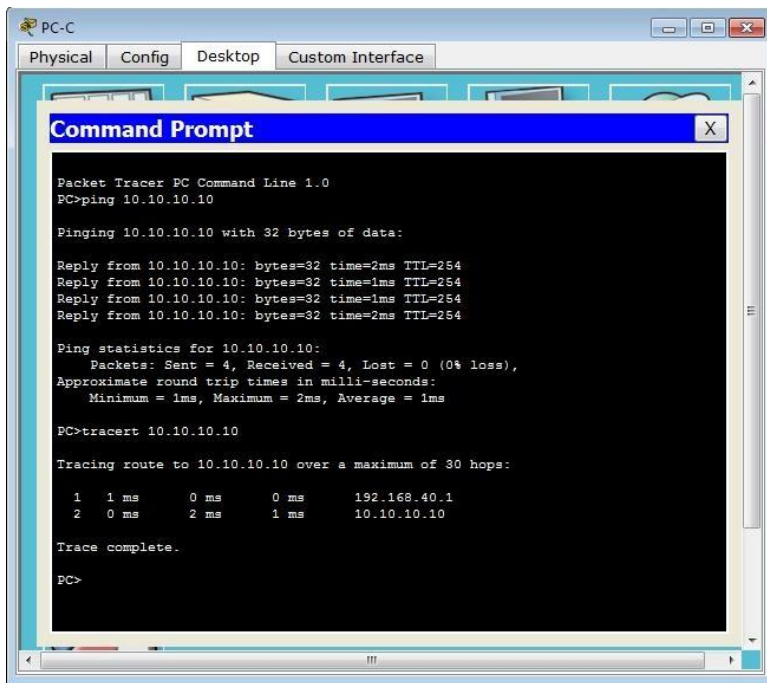 PC-C
Physical Config Desktop Custom Interface
Command Prompt
X
Packet Tracer PC Command Line 1.0
PC>ping 10.10.10.10
Pinging 10.10.10.10 with 32 bytes of data:
Reply from 10.10.10.10: bytes=32 time=2ms TTL=254
Reply from 10.10.10.10: bytes=32 time=1ms TTL=254
Reply from 10.10.10.10: bytes=32 time=1ms TTL=254
Reply from 10.10.10.10: bytes=32 time=2ms TTL=254
Ping statistics for 10.10.10.10:
Packets: Sent = 4, Received = 4, Lost = 0 (0% loss),
Approximate round trip times in milli-seconds:
Minimum = 1ms, Maximum = 2ms, Average = 1ms
PC>tracert 10.10.10.10
Tracing route to 10.10.10.10 over a maximum of 30 hops:
1 1 ms 0 ms 0 ms 192.168.40.1
2 0 ms 2 ms 1 ms 10.10.10.10
Trace complete.
PC>